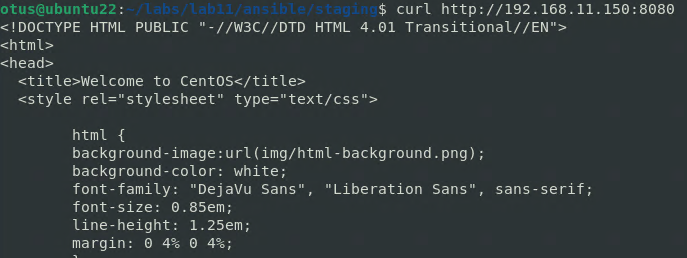 otus@ubuntu22:~/labs/lab11/ansible/staging$ curl http://192.168.11.150:8080
<!DOCTYPE HTML PUBLIC "-//W3C//DTD HTML 4.01 Transitional//EN">
<html>
<head>
  <title>Welcome to CentOS</title>
  <style rel="stylesheet" type="text/css">

        html {
        background-image:url(img/html-background.png);
        background-color: white;
        font-family: "DejaVu Sans", "Liberation Sans", sans-serif;
        font-size: 0.85em;
        line-height: 1.25em;
        margin: 0 4% 0 4%;
        }